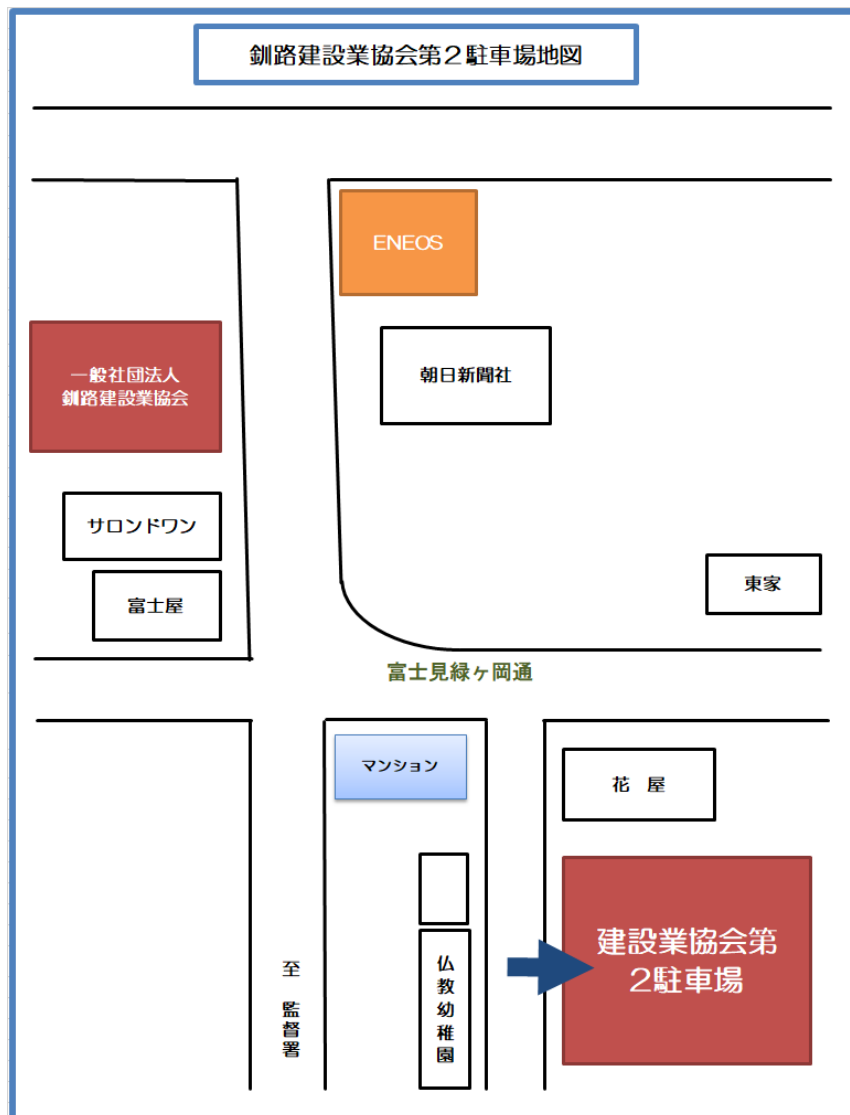 釧路建設業協会第2駐車場地図
ENEOS
一般社団法人
釧路建設業協会
朝日新聞社
サロンドワン
富士屋
東家
富士見緑ヶ岡通
マンション
花　屋
建設業協会第
2駐車場
仏教幼稚園
至　監督署